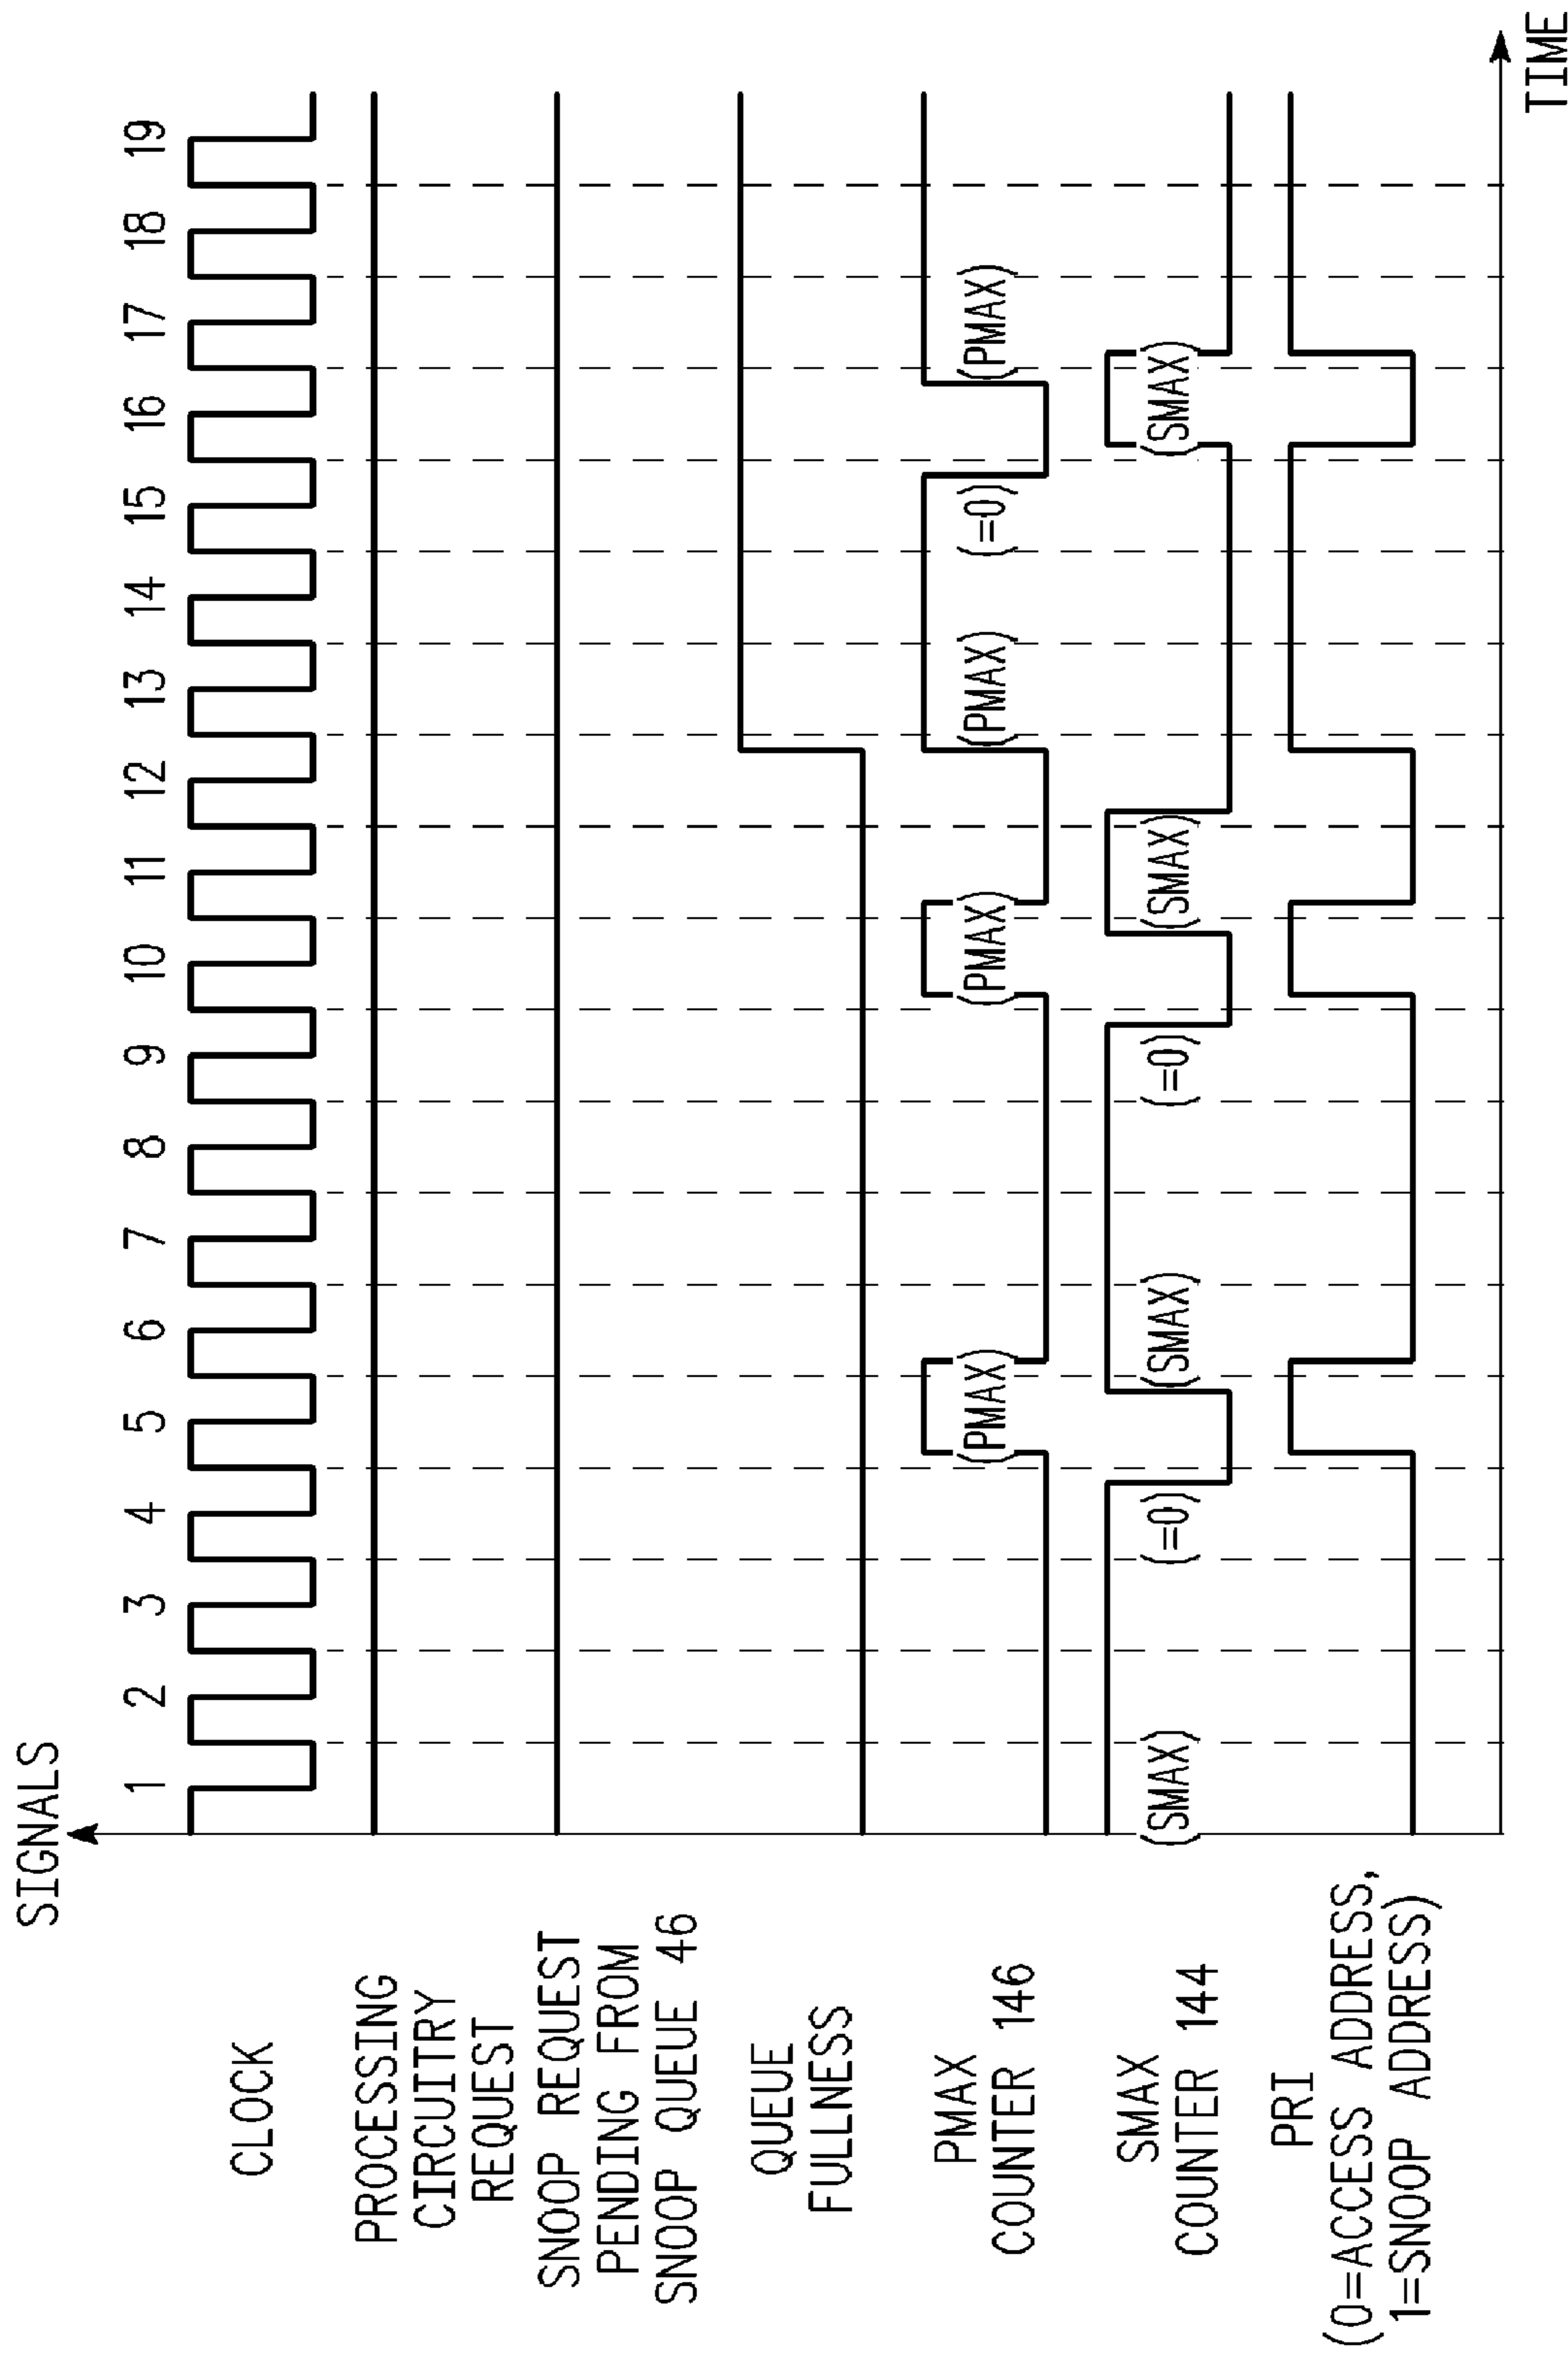 SIGNALS
1 2 3 4 5 6 7 8 9 10 11 12 13 14 15 16 17 18 19
CLOCK
PROCESSING
CIRCUITRY
REQUEST
SNOOP REQUEST
PENDING FROM
SNOOP QUEUE 46
QUEUE
FULLNESS
PMAX
COUNTER 146
(PMAX) (PMAX) (PMAX) (=0) (PMAX)
SMAX
COUNTER 144
(SMAX) (=0) (SMAX) (=0) (SMAX) (SMAX)
PRI
(0=ACCESS ADDRESS,
1=SNOOP ADDRESS)
TIME